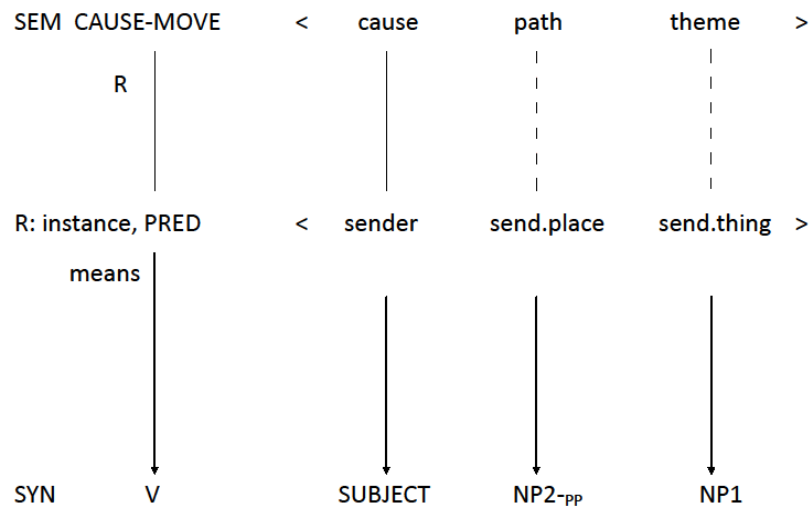 SEM CAUSE-MOVE < cause path theme >
R
R: instance, PRED < sender send.place send.thing >
means
SYN V SUBJECT NP2-PP NP1